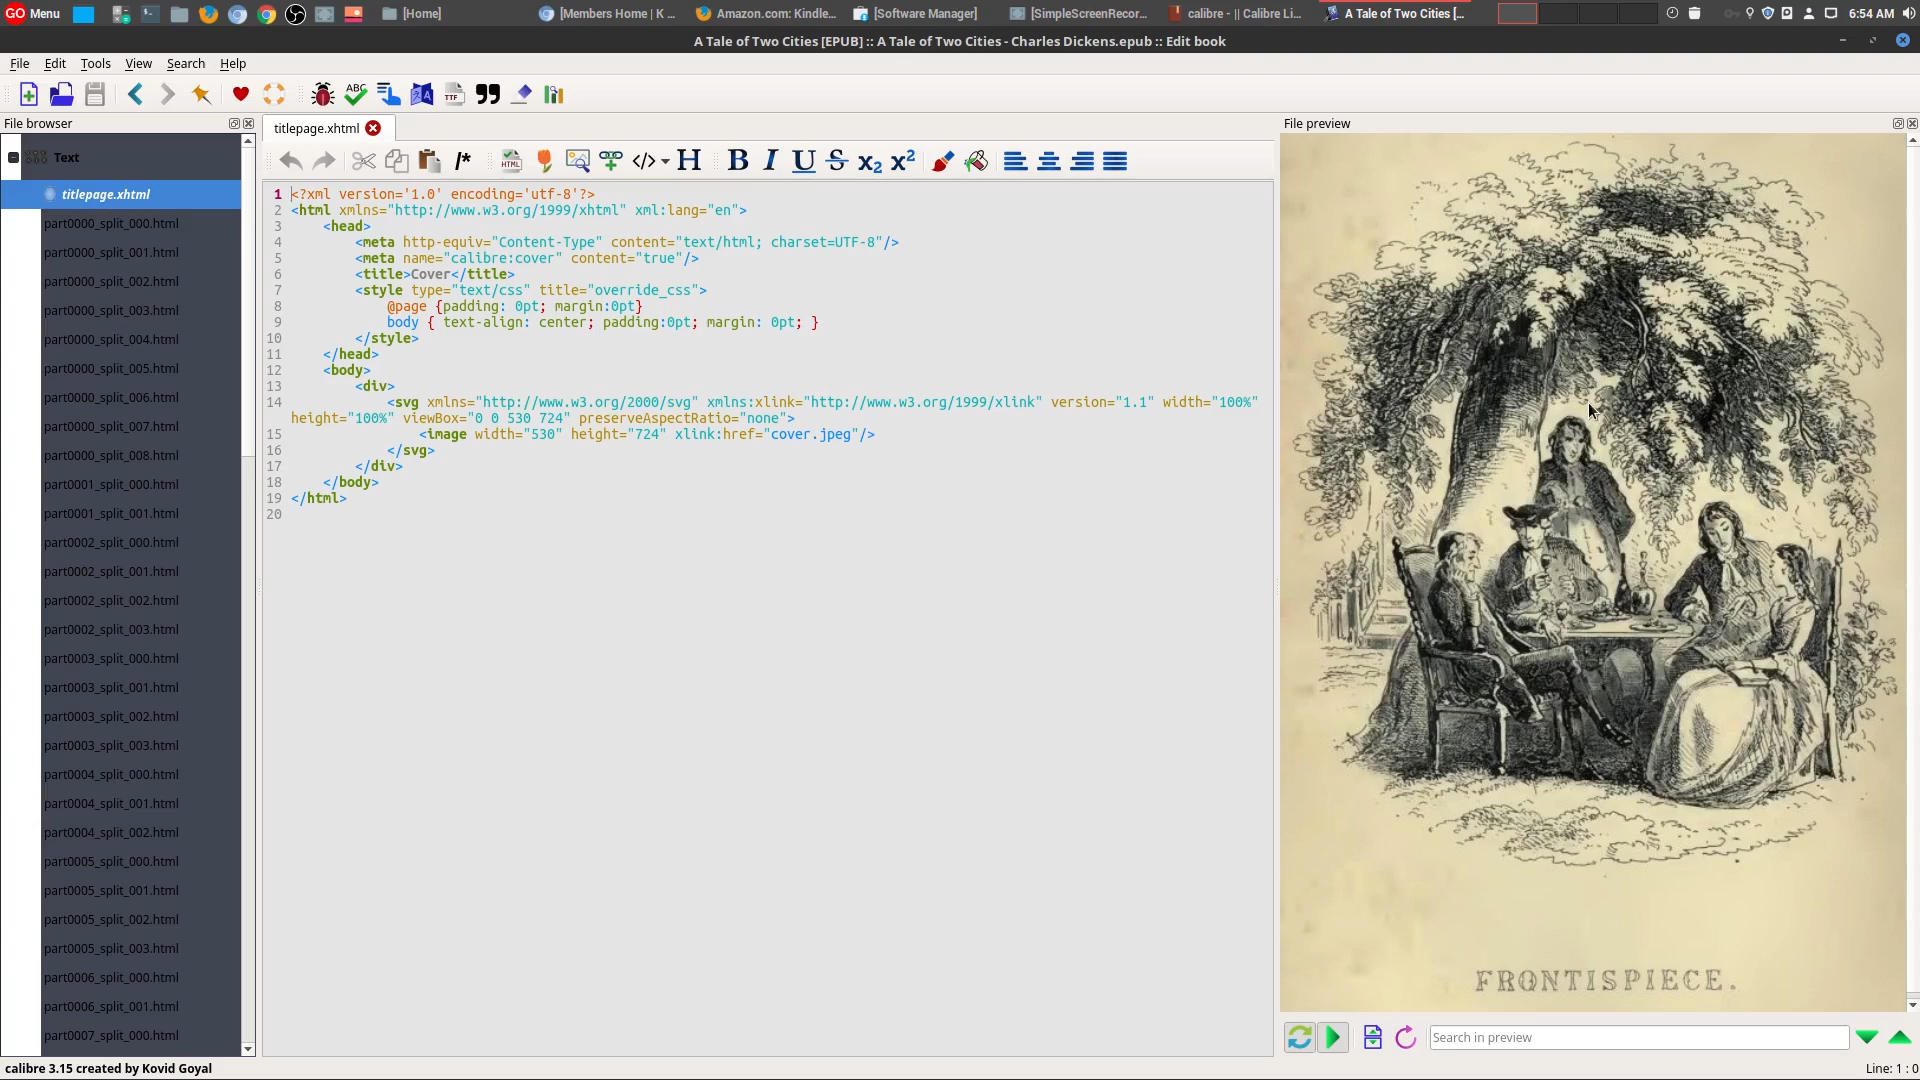 GO Menu
[Home]
[Members Home | K ...
Amazon.com: Kindle...
[Software Manager]
[SimpleScreenRecor...
calibre - || Calibre Li...
A Tale of Two Cities [...
6:54 AM
A Tale of Two Cities [EPUB] :: A Tale of Two Cities - Charles Dickens.epub :: Edit book
File Edit Tools View Search Help
ABC
TTF
File browser
titlepage.xhtml
File preview
Text
titlepage.xhtml
part0000_split_000.html
part0000_split_001.html
part0000_split_002.html
part0000_split_003.html
part0000_split_004.html
part0000_split_005.html
part0000_split_006.html
part0000_split_007.html
part0000_split_008.html
part0001_split_000.html
part0001_split_001.html
part0002_split_000.html
part0002_split_001.html
part0002_split_002.html
part0002_split_003.html
part0003_split_000.html
part0003_split_001.html
part0003_split_002.html
part0003_split_003.html
part0004_split_000.html
part0004_split_001.html
part0004_split_002.html
part0005_split_000.html
part0005_split_001.html
part0005_split_002.html
part0005_split_003.html
part0006_split_000.html
part0006_split_001.html
part0007_split_000.html
/* HTML </> H B I U S x₂ x²
1 <?xml version='1.0' encoding='utf-8'?>
2 <html xmlns="http://www.w3.org/1999/xhtml" xml:lang="en">
3 <head>
4 <meta http-equiv="Content-Type" content="text/html; charset=UTF-8"/>
5 <meta name="calibre:cover" content="true"/>
6 <title>Cover</title>
7 <style type="text/css" title="override_css">
8 @page {padding: 0pt; margin:0pt}
9 body { text-align: center; padding:0pt; margin: 0pt; }
10 </style>
11 </head>
12 <body>
13 <div>
14 <svg xmlns="http://www.w3.org/2000/svg" xmlns:xlink="http://www.w3.org/1999/xlink" version="1.1" width="100%"
height="100%" viewBox="0 0 530 724" preserveAspectRatio="none">
15 <image width="530" height="724" xlink:href="cover.jpeg"/>
16 </svg>
17 </div>
18 </body>
19 </html>
20
FRONTISPIECE.
Search in preview
calibre 3.15 created by Kovid Goyal
Line: 1 : 0